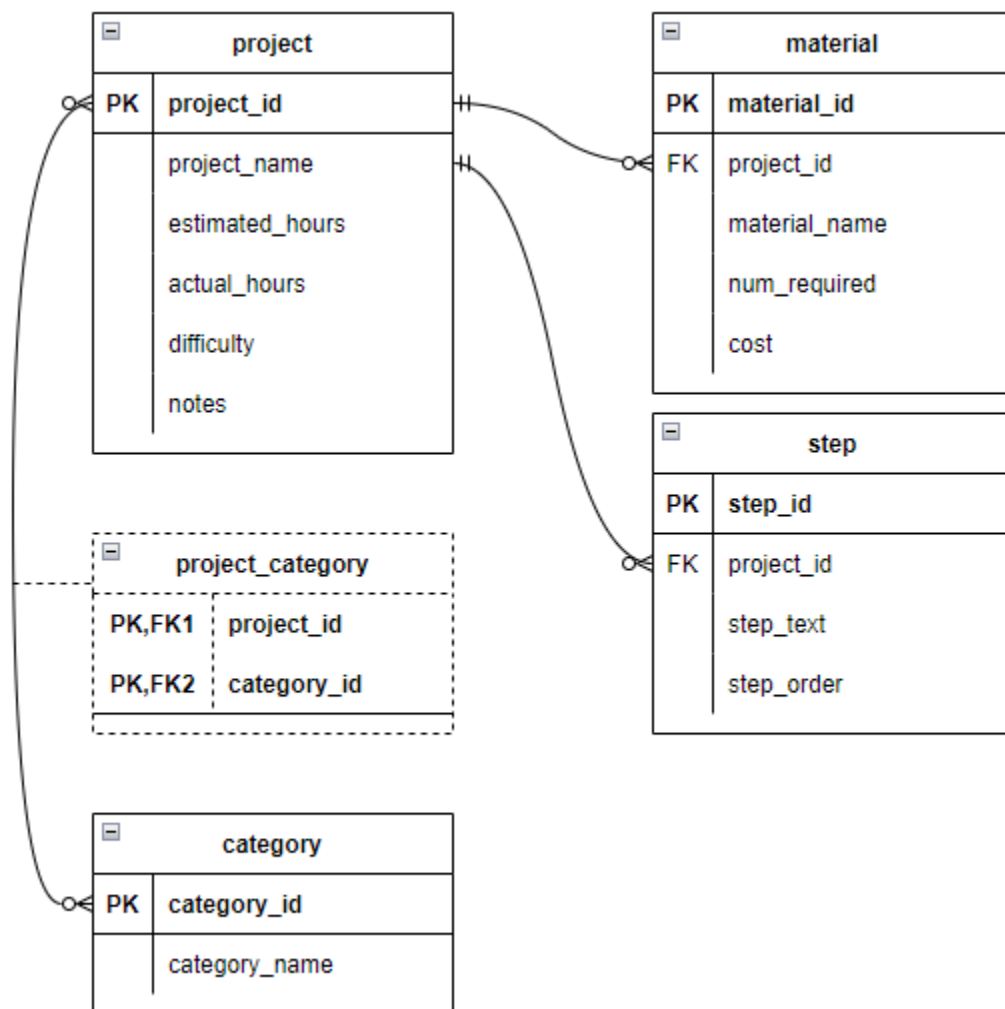 project
PK project_id
project_name
estimated_hours
actual_hours
difficulty
notes
material
PK material_id
FK project_id
material_name
num_required
cost
step
PK step_id
FK project_id
step_text
step_order
project_category
PK,FK1 project_id
PK,FK2 category_id
category
PK category_id
category_name